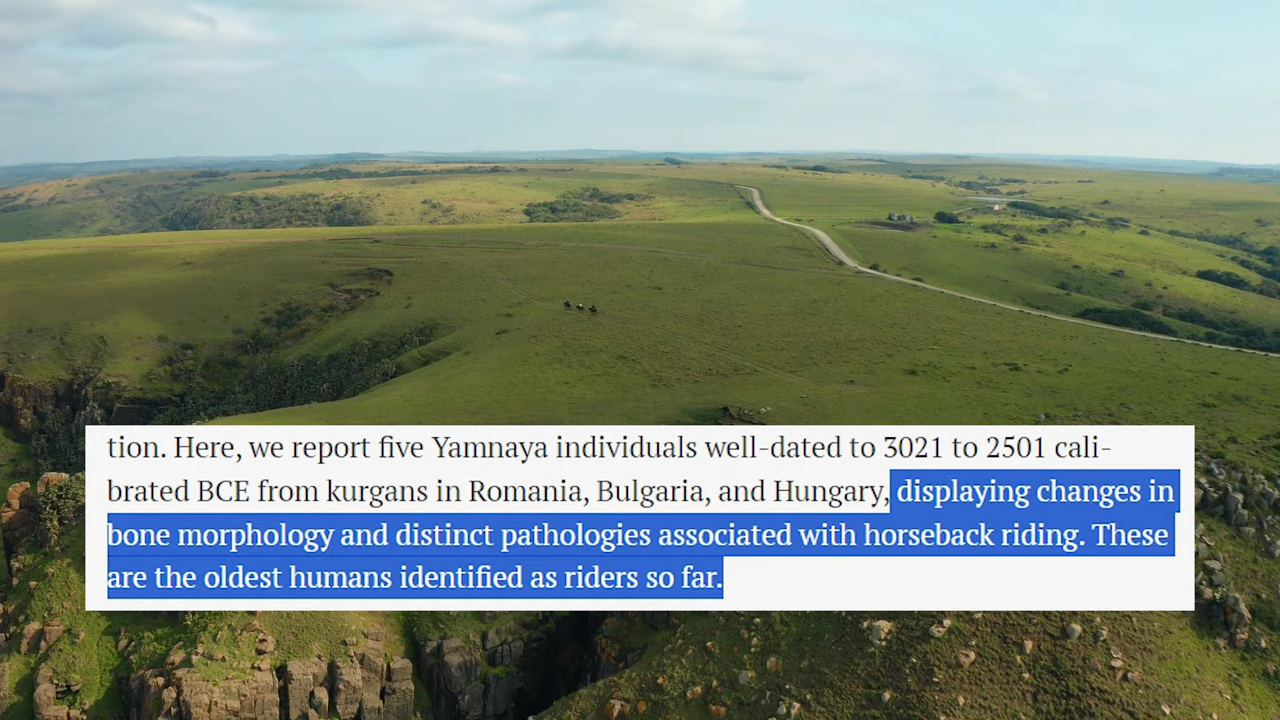 tion. Here, we report five Yamnaya individuals well-dated to 3021 to 2501 cali-
brated BCE from kurgans in Romania, Bulgaria, and Hungary, displaying changes in
bone morphology and distinct pathologies associated with horseback riding. These
are the oldest humans identified as riders so far.